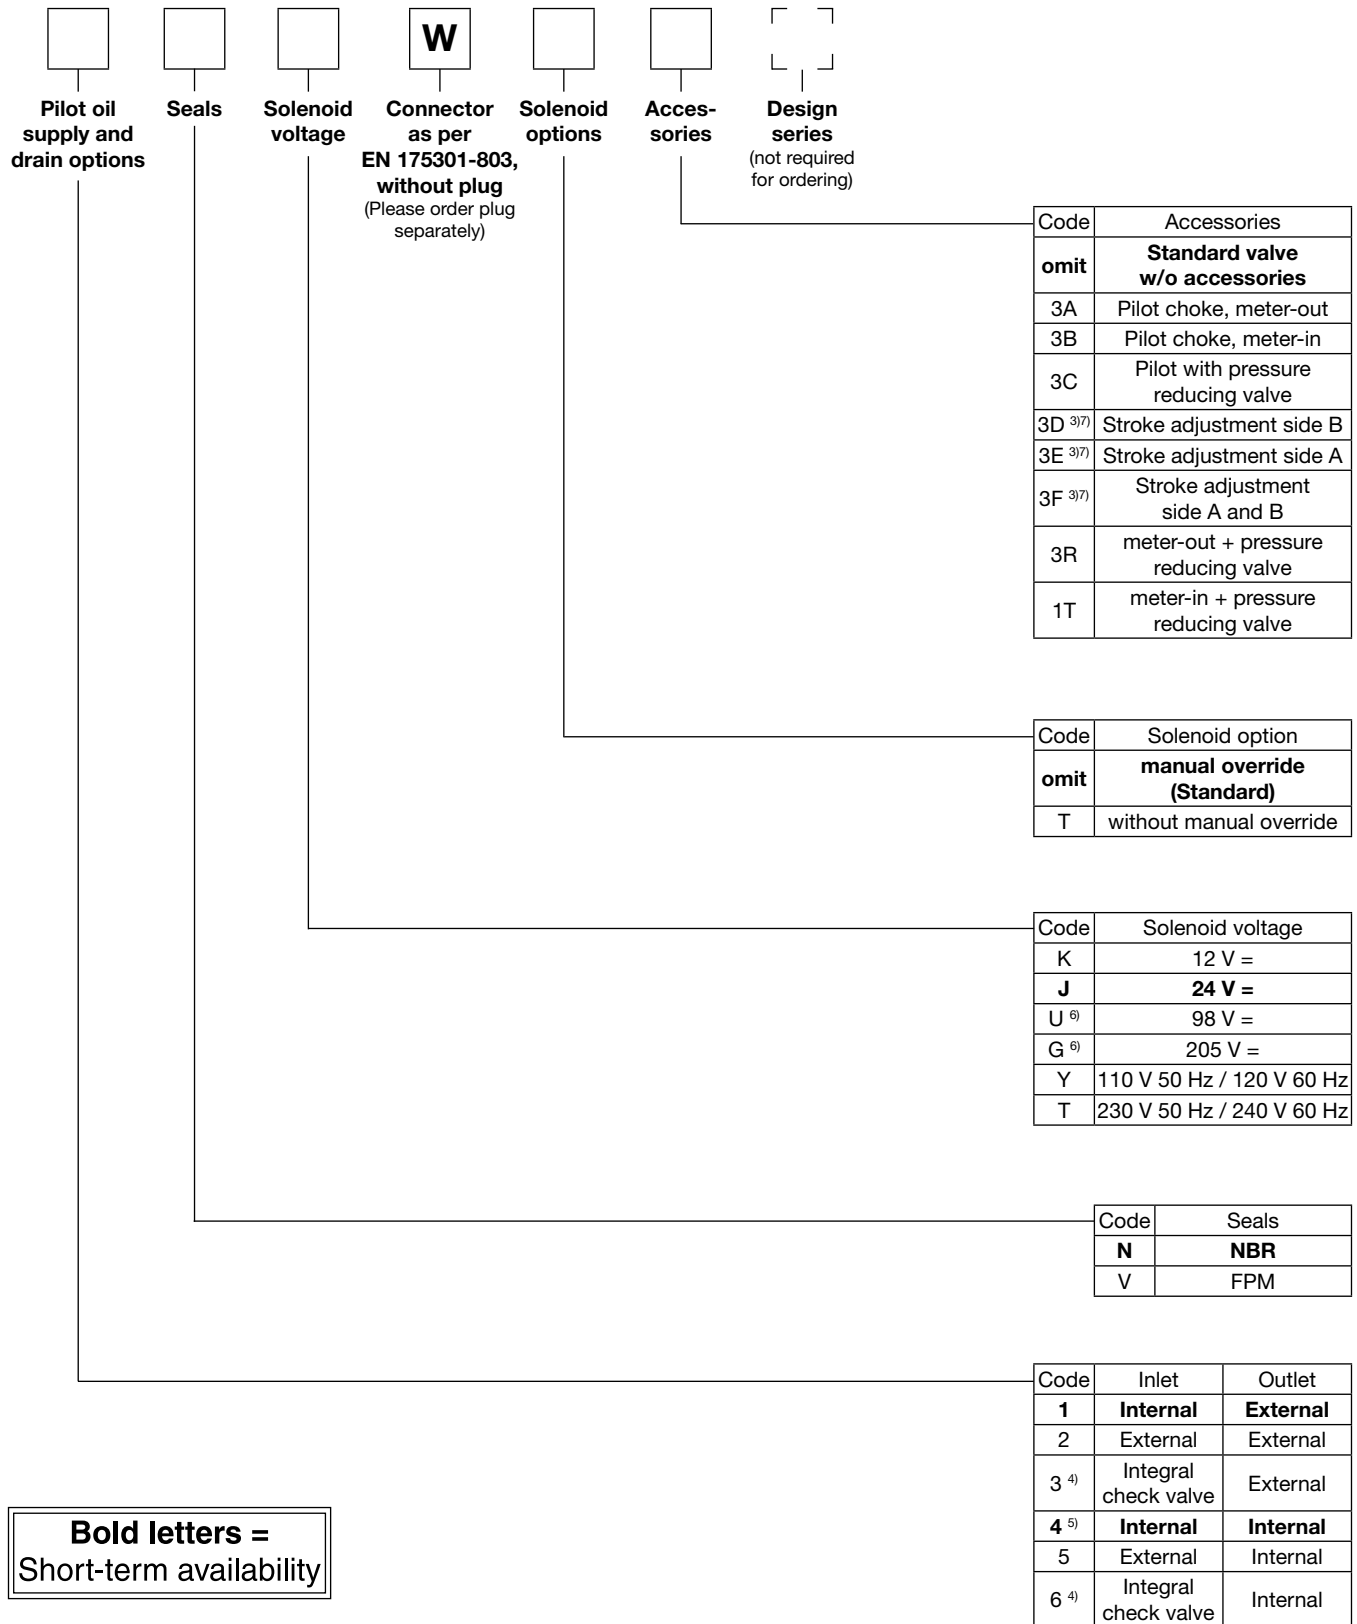 W
Pilot oil
supply and
drain options
Seals
Solenoid
voltage
Connector
as per
EN 175301-803,
without plug
(Please order plug
separately)
Solenoid
options
Acces-
sories
Design
series
(not required
for ordering)
Code Accessories
omit Standard valve
w/o accessories
3A Pilot choke, meter-out
3B Pilot choke, meter-in
3C Pilot with pressure
reducing valve
3D 3)7) Stroke adjustment side B
3E 3)7) Stroke adjustment side A
3F 3)7) Stroke adjustment
side A and B
3R meter-out + pressure
reducing valve
1T meter-in + pressure
reducing valve
Code Solenoid option
omit manual override
(Standard)
T without manual override
Code Solenoid voltage
K 12 V =
J 24 V =
U 6) 98 V =
G 6) 205 V =
Y 110 V 50 Hz / 120 V 60 Hz
T 230 V 50 Hz / 240 V 60 Hz
Code Seals
N NBR
V FPM
Code Inlet Outlet
1 Internal External
2 External External
3 4) Integral
check valve External
4 5) Internal Internal
5 External Internal
6 4) Integral
check valve Internal
Bold letters =
Short-term availability